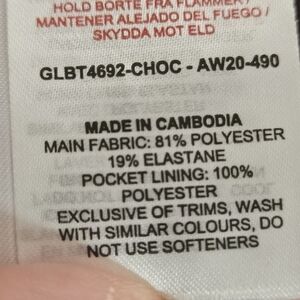 HOLD BORTE FRA FLAMMER /
MANTENER ALEJADO DEL FUEGO /
SKYDDA MOT ELD
GLBT4692-CHOC - AW20-490
MADE IN CAMBODIA
MAIN FABRIC: 81% POLYESTER
19% ELASTANE
POCKET LINING: 100%
POLYESTER
EXCLUSIVE OF TRIMS, WASH
WITH SIMILAR COLOURS, DO
NOT USE SOFTENERS